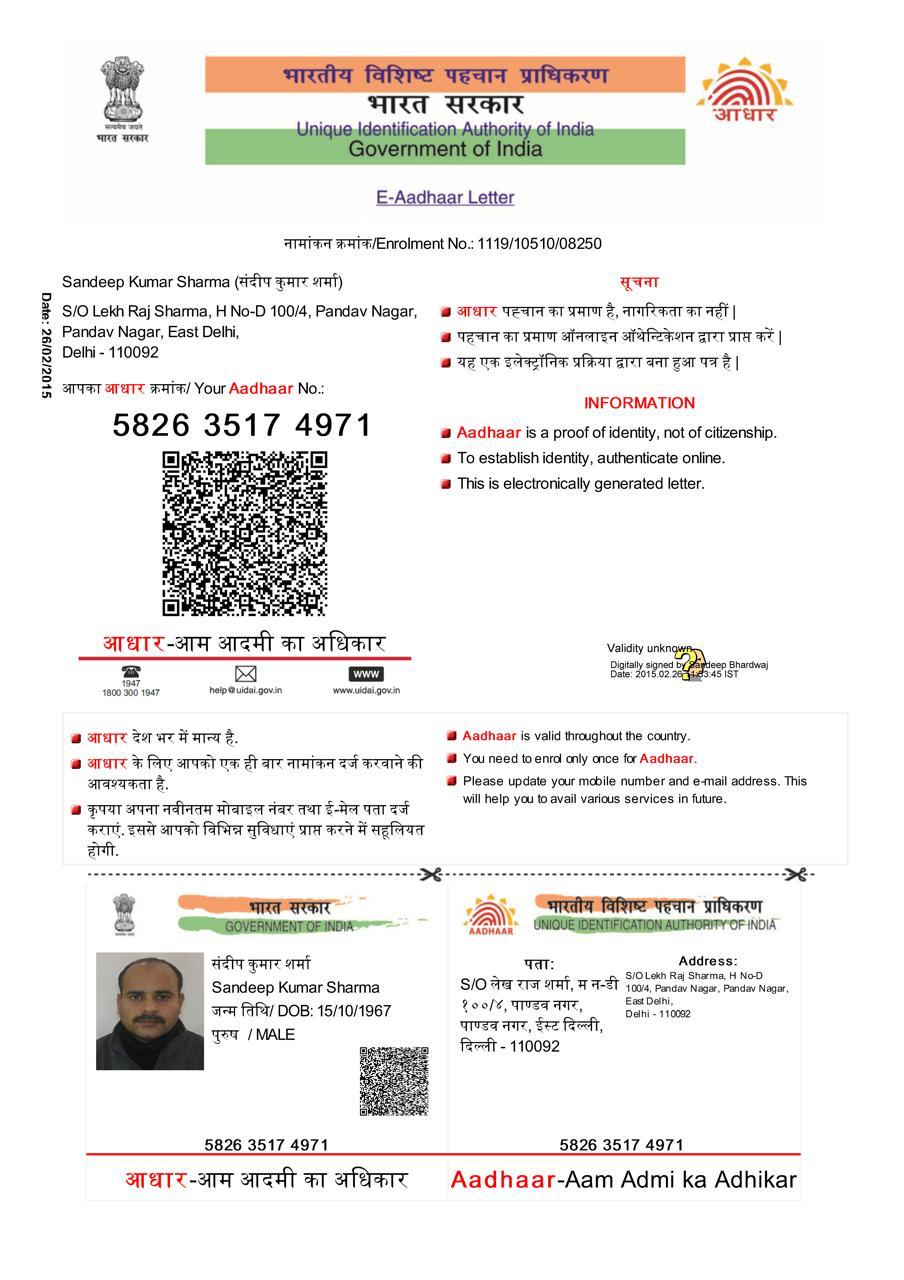 भारतीय विशिष्ट पहचान प्राधिकरण
भारत सरकार
Unique Identification Authority of India
Government of India
सत्यमेव जयते
भारत सरकार
आधार
E-Aadhaar Letter
नामांकन क्रमांक/Enrolment No.: 1119/10510/08250
Date: 26/02/2015
Sandeep Kumar Sharma (संदीप कुमार शर्मा)
S/O Lekh Raj Sharma, H No-D 100/4, Pandav Nagar,
Pandav Nagar, East Delhi,
Delhi - 110092
आपका आधार क्रमांक/ Your Aadhaar No.:
5826 3517 4971
सूचना
आधार पहचान का प्रमाण है, नागरिकता का नहीं |
पहचान का प्रमाण ऑनलाइन ऑथेन्टिकेशन द्वारा प्राप्त करें |
यह एक इलेक्ट्रॉनिक प्रक्रिया द्वारा बना हुआ पत्र है |
INFORMATION
Aadhaar is a proof of identity, not of citizenship.
To establish identity, authenticate online.
This is electronically generated letter.
आधार-आम आदमी का अधिकार
1947
1800 300 1947
help@uidai.gov.in
www
www.uidai.gov.in
Validity unknown
Digitally signed by Sandeep Bhardwaj
Date: 2015.02.26 11:33:45 IST
आधार देश भर में मान्य है.
आधार के लिए आपको एक ही बार नामांकन दर्ज करवाने की
आवश्यकता है.
कृपया अपना नवीनतम मोबाइल नंबर तथा ई-मेल पता दर्ज
कराएं. इससे आपको विभिन्न सुविधाएं प्राप्त करने में सहूलियत
होगी.
Aadhaar is valid throughout the country.
You need to enrol only once for Aadhaar.
Please update your mobile number and e-mail address. This
will help you to avail various services in future.
भारत सरकार
GOVERNMENT OF INDIA
संदीप कुमार शर्मा
Sandeep Kumar Sharma
जन्म तिथि/ DOB: 15/10/1967
पुरुष / MALE
5826 3517 4971
आधार-आम आदमी का अधिकार
AADHAAR
भारतीय विशिष्ट पहचान प्राधिकरण
UNIQUE IDENTIFICATION AUTHORITY OF INDIA
पता:
S/O लेख राज शर्मा, म न-डी
१००/४, पाण्डव नगर,
पाण्डव नगर, ईस्ट दिल्ली,
दिल्ली - 110092
Address:
S/O Lekh Raj Sharma, H No-D
100/4, Pandav Nagar, Pandav Nagar,
East Delhi,
Delhi - 110092
5826 3517 4971
Aadhaar-Aam Admi ka Adhikar